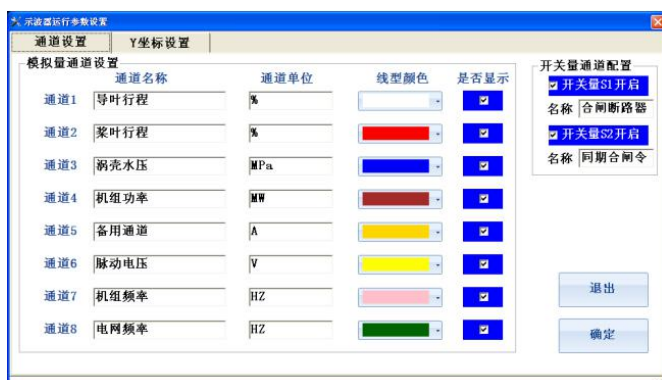 示波器运行参数设置
通道设置 Y坐标设置
模拟量通道设置
通道名称 通道单位 线型颜色 是否显示
通道1 导叶行程 %
通道2 桨叶行程 %
通道3 涡壳水压 MPa
通道4 机组功率 MW
通道5 备用通道 A
通道6 脉动电压 V
通道7 机组频率 HZ
通道8 电网频率 HZ
开关量通道配置
开关量S1开启
名称 合闸断路器
开关量S2开启
名称 同期合闸令
退出
确定